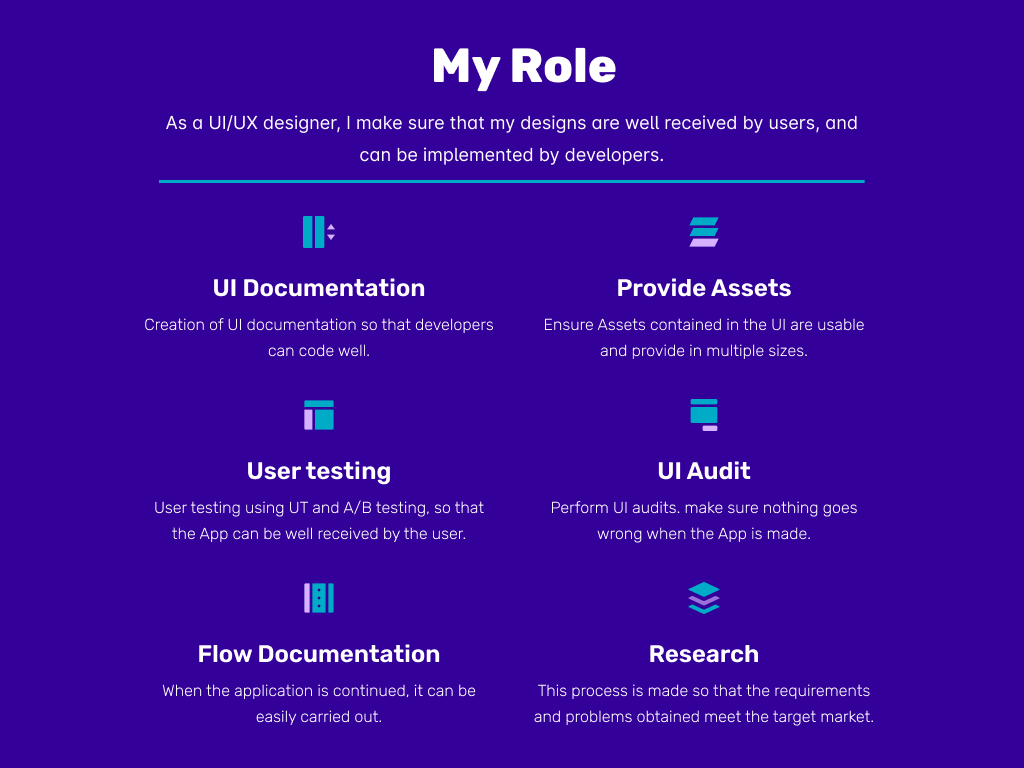 My Role
As a UI/UX designer, I make sure that my designs are well received by users, and
can be implemented by developers.
UI Documentation
Creation of UI documentation so that developers
can code well.
Provide Assets
Ensure Assets contained in the UI are usable
and provide in multiple sizes.
User testing
User testing using UT and A/B testing, so that
the App can be well received by the user.
UI Audit
Perform UI audits. make sure nothing goes
wrong when the App is made.
Flow Documentation
When the application is continued, it can be
easily carried out.
Research
This process is made so that the requirements
and problems obtained meet the target market.